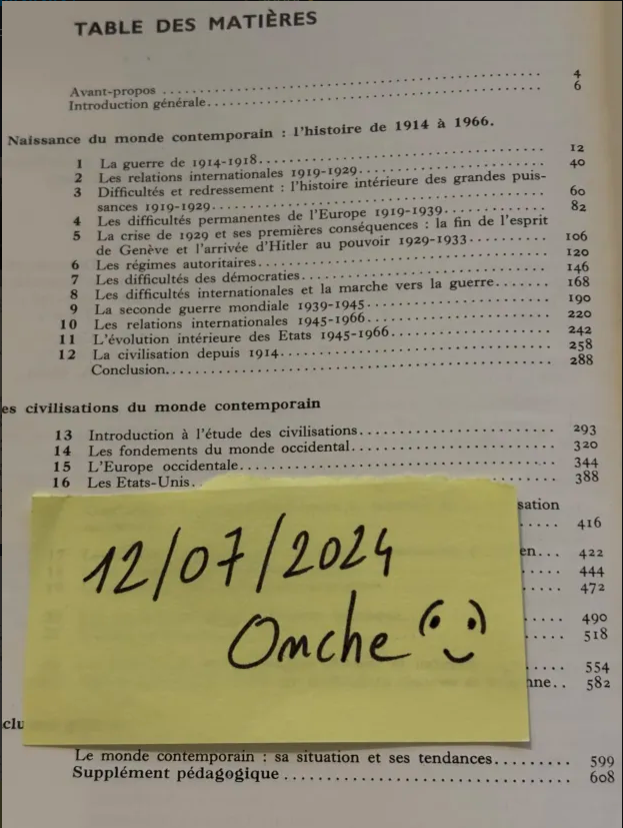 TABLE DES MATIÈRES
Avant-propos 4
Introduction générale 6
Naissance du monde contemporain : l'histoire de 1914 à 1966.
1 La guerre de 1914-1918 12
2 Les relations internationales 1919-1929 40
3 Difficultés et redressement : l'histoire intérieure des grandes puis-
sances 1919-1929 60
4 Les difficultés permanentes de l'Europe 1919-1939 82
5 La crise de 1929 et ses premières conséquences : la fin de l'esprit
de Genève et l'arrivée d'Hitler au pouvoir 1929-1933 106
6 Les régimes autoritaires 120
7 Les difficultés des démocraties 146
8 Les difficultés internationales et la marche vers la guerre 168
9 La seconde guerre mondiale 1939-1945 190
10 Les relations internationales 1945-1966 220
11 L'évolution intérieure des Etats 1945-1966 242
12 La civilisation depuis 1914 258
Conclusion 288
es civilisations du monde contemporain
13 Introduction à l'étude des civilisations 293
14 Les fondements du monde occidental 320
15 L'Europe occidentale 344
16 Les Etats-Unis 388
sation
416
en... 422
444
472
490
518
554
nne.. 582
12/07/2024
Onche
clu
Le monde contemporain : sa situation et ses tendances 599
Supplément pédagogique 608